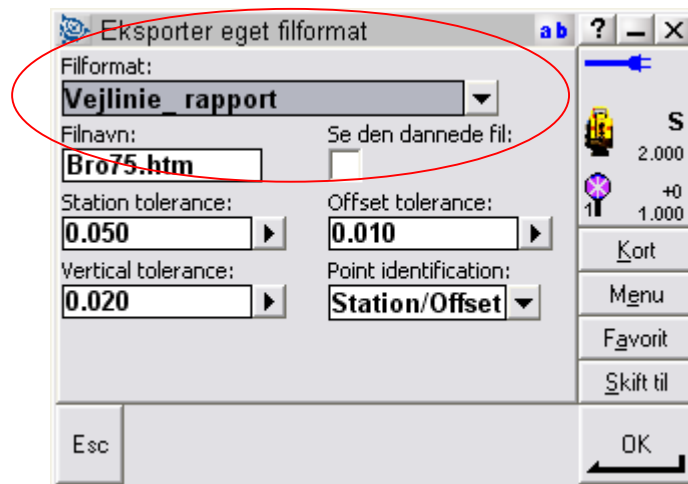 Eksporter eget filformat ab ? – X
Filformat:
Vejlinie_ rapport
Filnavn: Se den dannede fil:
Bro75.htm
Station tolerance: Offset tolerance:
0.050 0.010
Vertical tolerance: Point identification:
0.020 Station/Offset
S
2.000
+0
1 1.000
Kort
Menu
Favorit
Skift til
Esc OK